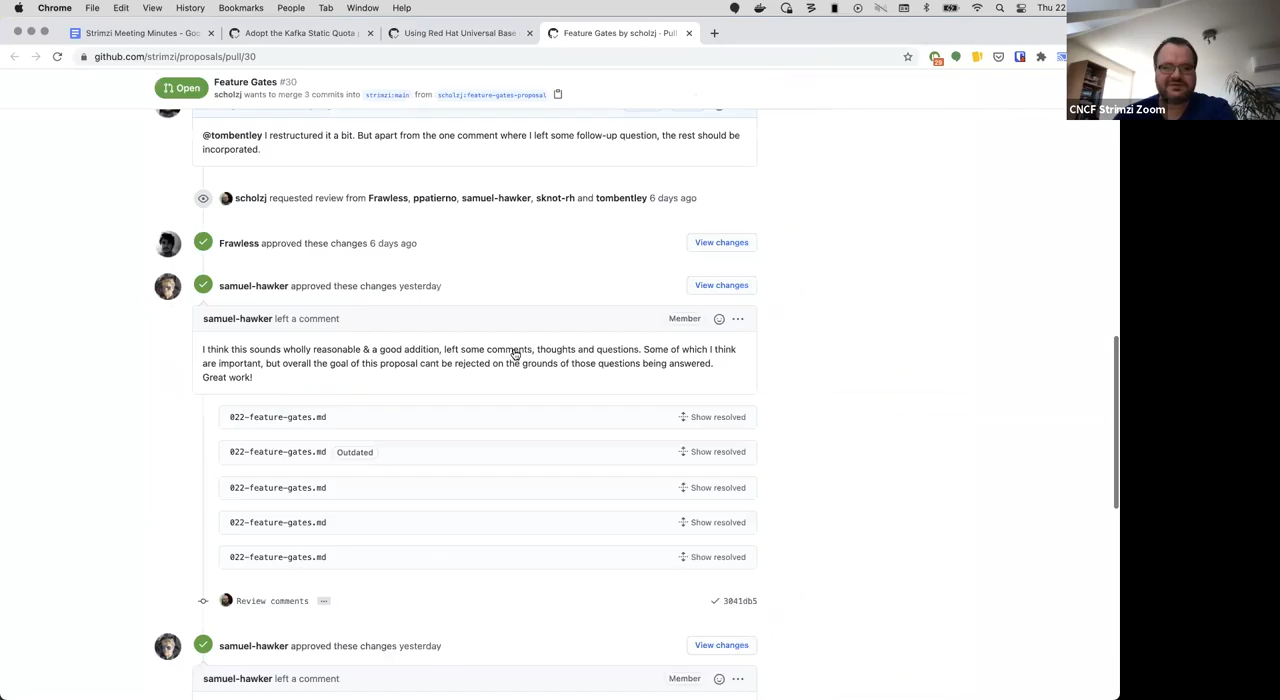 Chrome File Edit View History Bookmarks People Tab Window Help Thu 22
Strimzi Meeting Minutes - Goo
Adopt the Kafka Static Quota
Using Red Hat Universal Base
Feature Gates by scholzj · Pull
github.com/strimzi/proposals/pull/30
29
Open
Feature Gates #30
scholzj wants to merge 3 commits into strimzi:main from scholzj:feature-gates-proposal
CNCF Strimzi Zoom
@tombentley I restructured it a bit. But apart from the one comment where I left some follow-up question, the rest should be
incorporated.
scholzj requested review from Frawless, ppatierno, samuel-hawker, sknot-rh and tombentley 6 days ago
Frawless approved these changes 6 days ago View changes
samuel-hawker approved these changes yesterday View changes
samuel-hawker left a comment Member
I think this sounds wholly reasonable & a good addition, left some comments, thoughts and questions. Some of which I think
are important, but overall the goal of this proposal cant be rejected on the grounds of those questions being answered.
Great work!
022-feature-gates.md Show resolved
022-feature-gates.md Outdated Show resolved
022-feature-gates.md Show resolved
022-feature-gates.md Show resolved
022-feature-gates.md Show resolved
Review comments ... 3041db5
samuel-hawker approved these changes yesterday View changes
samuel-hawker left a comment Member